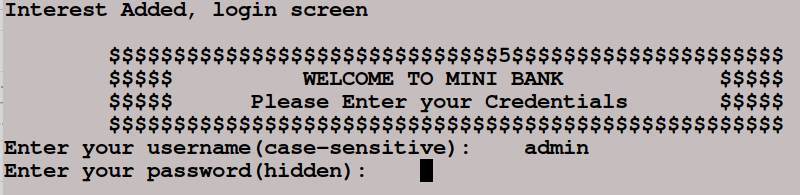 Interest Added, login screen
$$$$$$$$$$$$$$$$$$$$$$$$$$$$$$5$$$$$$$$$$$$$$$$$$$$$
$$$$$          WELCOME TO MINI BANK            $$$$$
$$$$$      Please Enter your Credentials       $$$$$
$$$$$$$$$$$$$$$$$$$$$$$$$$$$$$$$$$$$$$$$$$$$$$$$$$$$
Enter your username(case-sensitive):    admin
Enter your password(hidden):